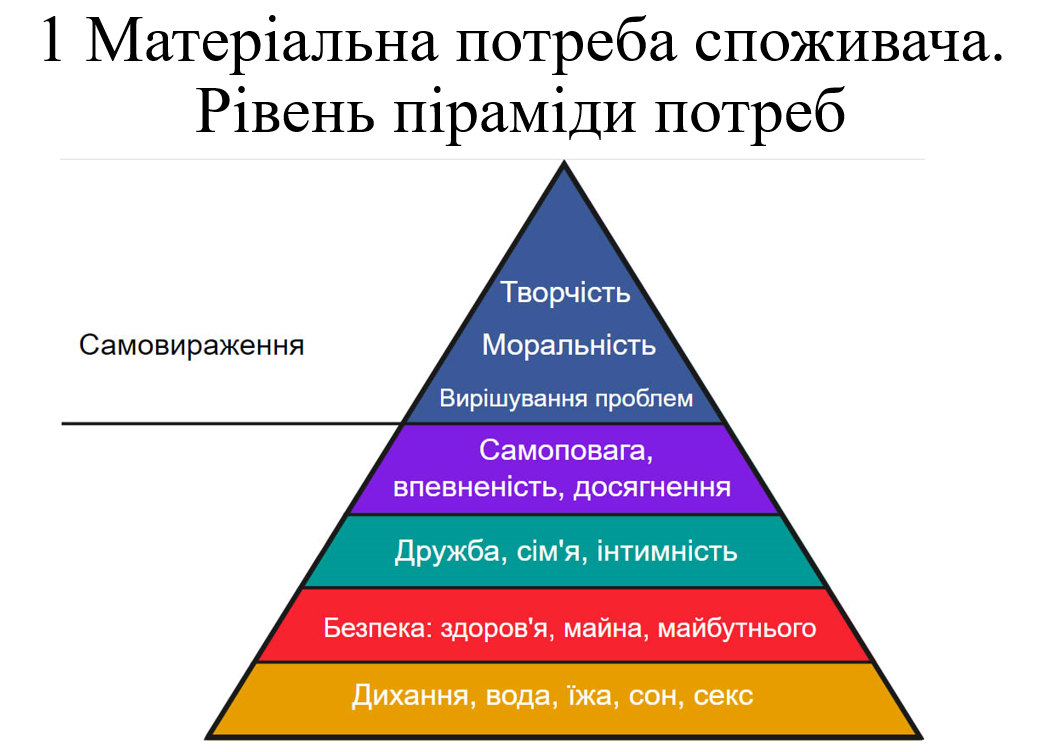 1 Матеріальна потреба споживача.
Рівень піраміди потреб
Творчість
Самовираження
Моральність
Вирішування проблем
Самоповага,
впевненість, досягнення
Дружба, сім'я, інтимність
Безпека: здоров'я, майна, майбутнього
Дихання, вода, їжа, сон, секс